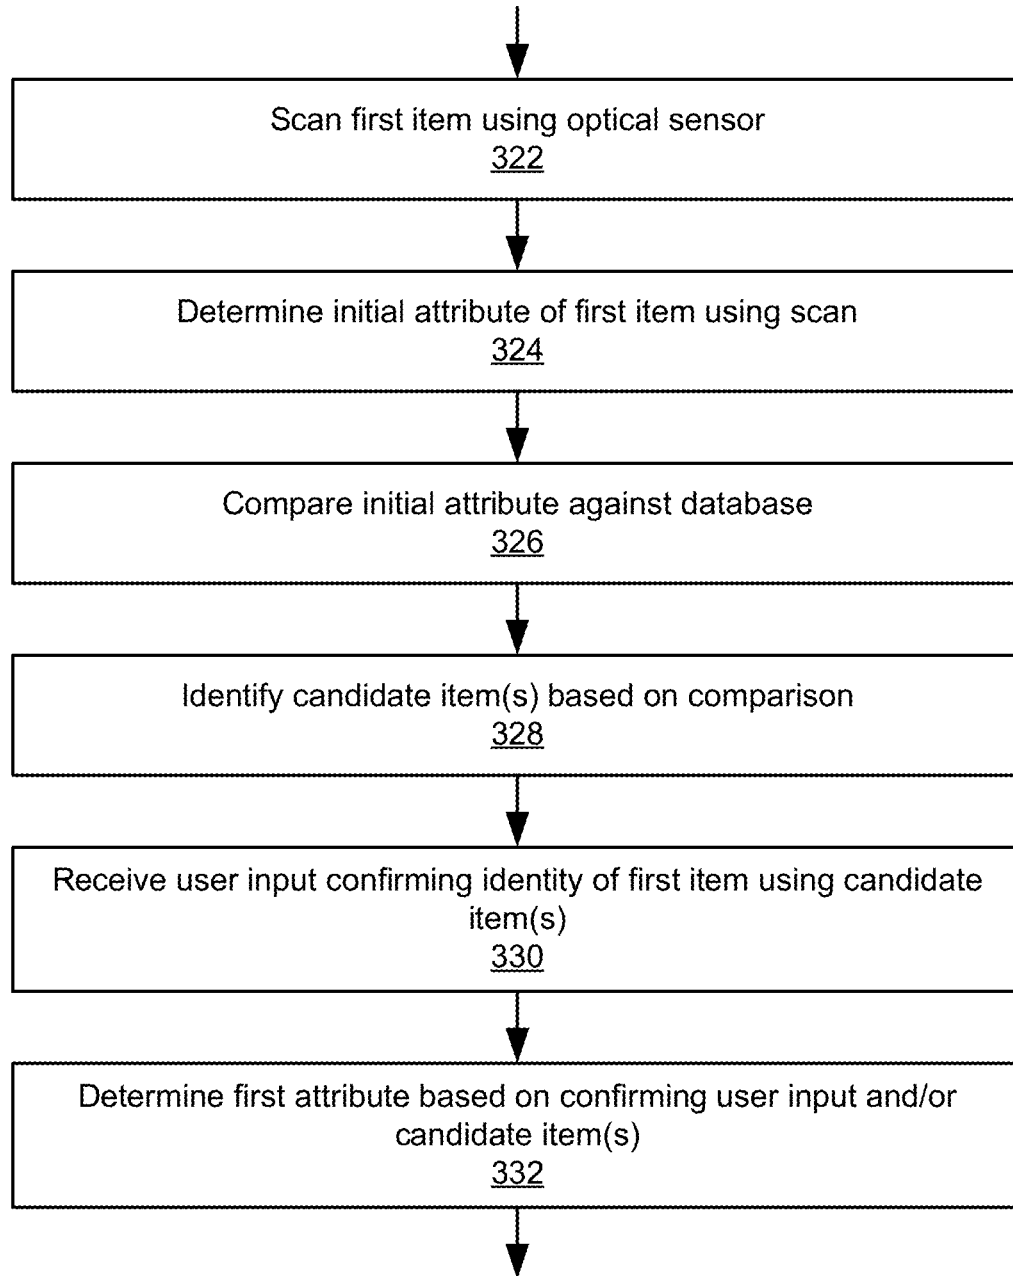 Scan first item using optical sensor
322
Determine initial attribute of first item using scan
324
Compare initial attribute against database
326
Identify candidate item(s) based on comparison
328
Receive user input confirming identity of first item using candidate
item(s)
330
Determine first attribute based on confirming user input and/or
candidate item(s)
332